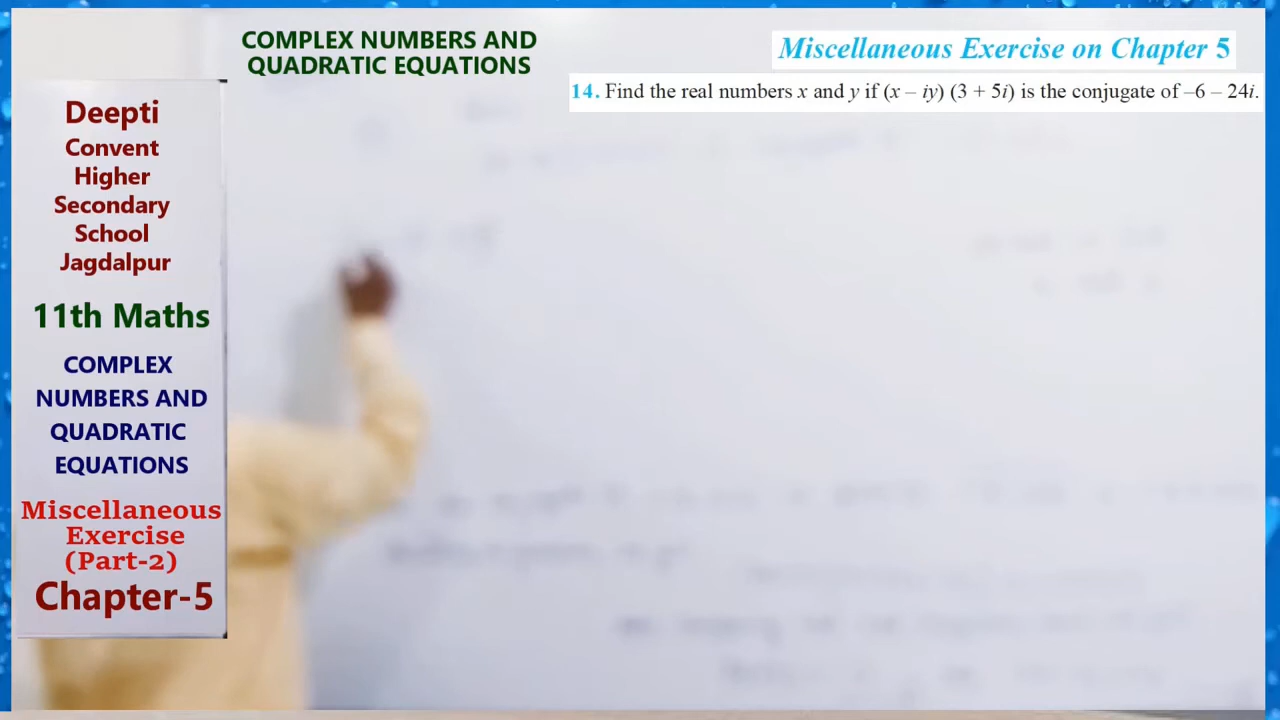 COMPLEX NUMBERS AND
QUADRATIC EQUATIONS
Miscellaneous Exercise on Chapter 5
14. Find the real numbers x and y if (x – iy) (3 + 5i) is the conjugate of –6 – 24i.
Deepti
Convent
Higher
Secondary
School
Jagdalpur
11th Maths
COMPLEX
NUMBERS AND
QUADRATIC
EQUATIONS
Miscellaneous
Exercise
(Part-2)
Chapter-5